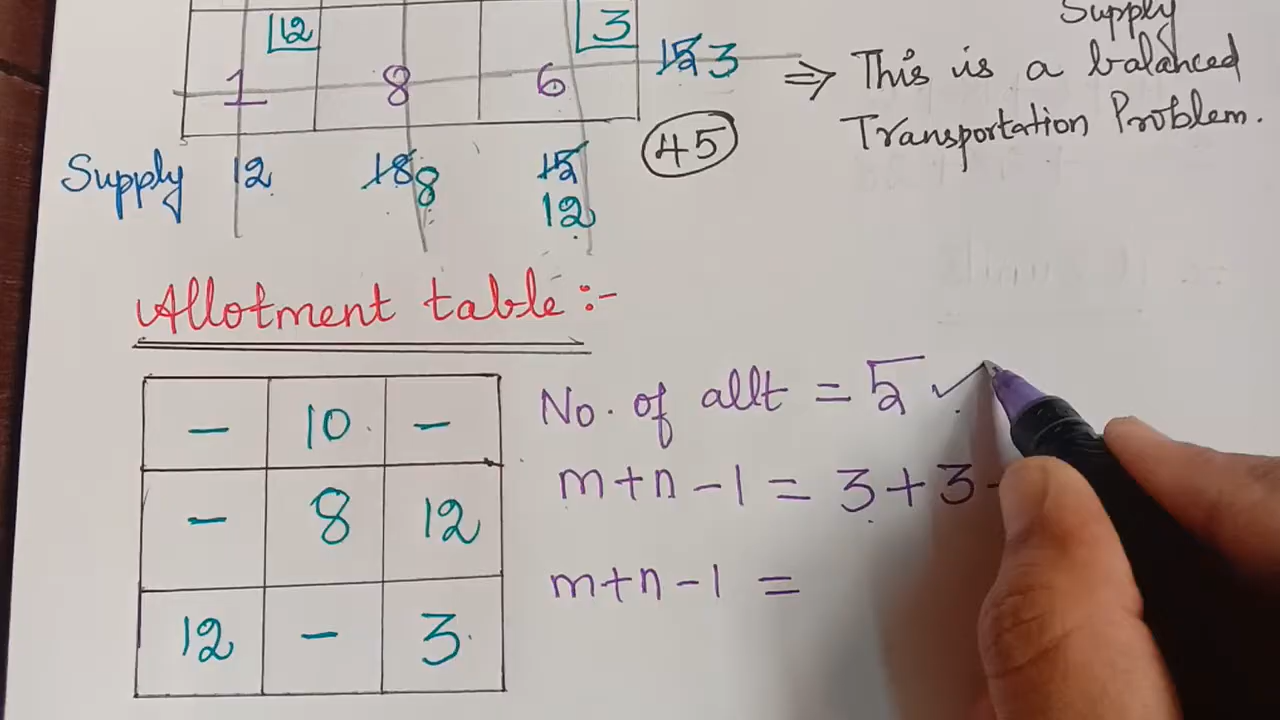 Supply
12 3
1 8 6 15 3
⇒ This is a balanced
Transportation Problem.
45
Supply 12 18 8 15
12
Allotment table :-
- 10 -
- 8 12
12 - 3
No. of allt = 5 ✓
m+n-1 = 3+3-
m+n-1 =